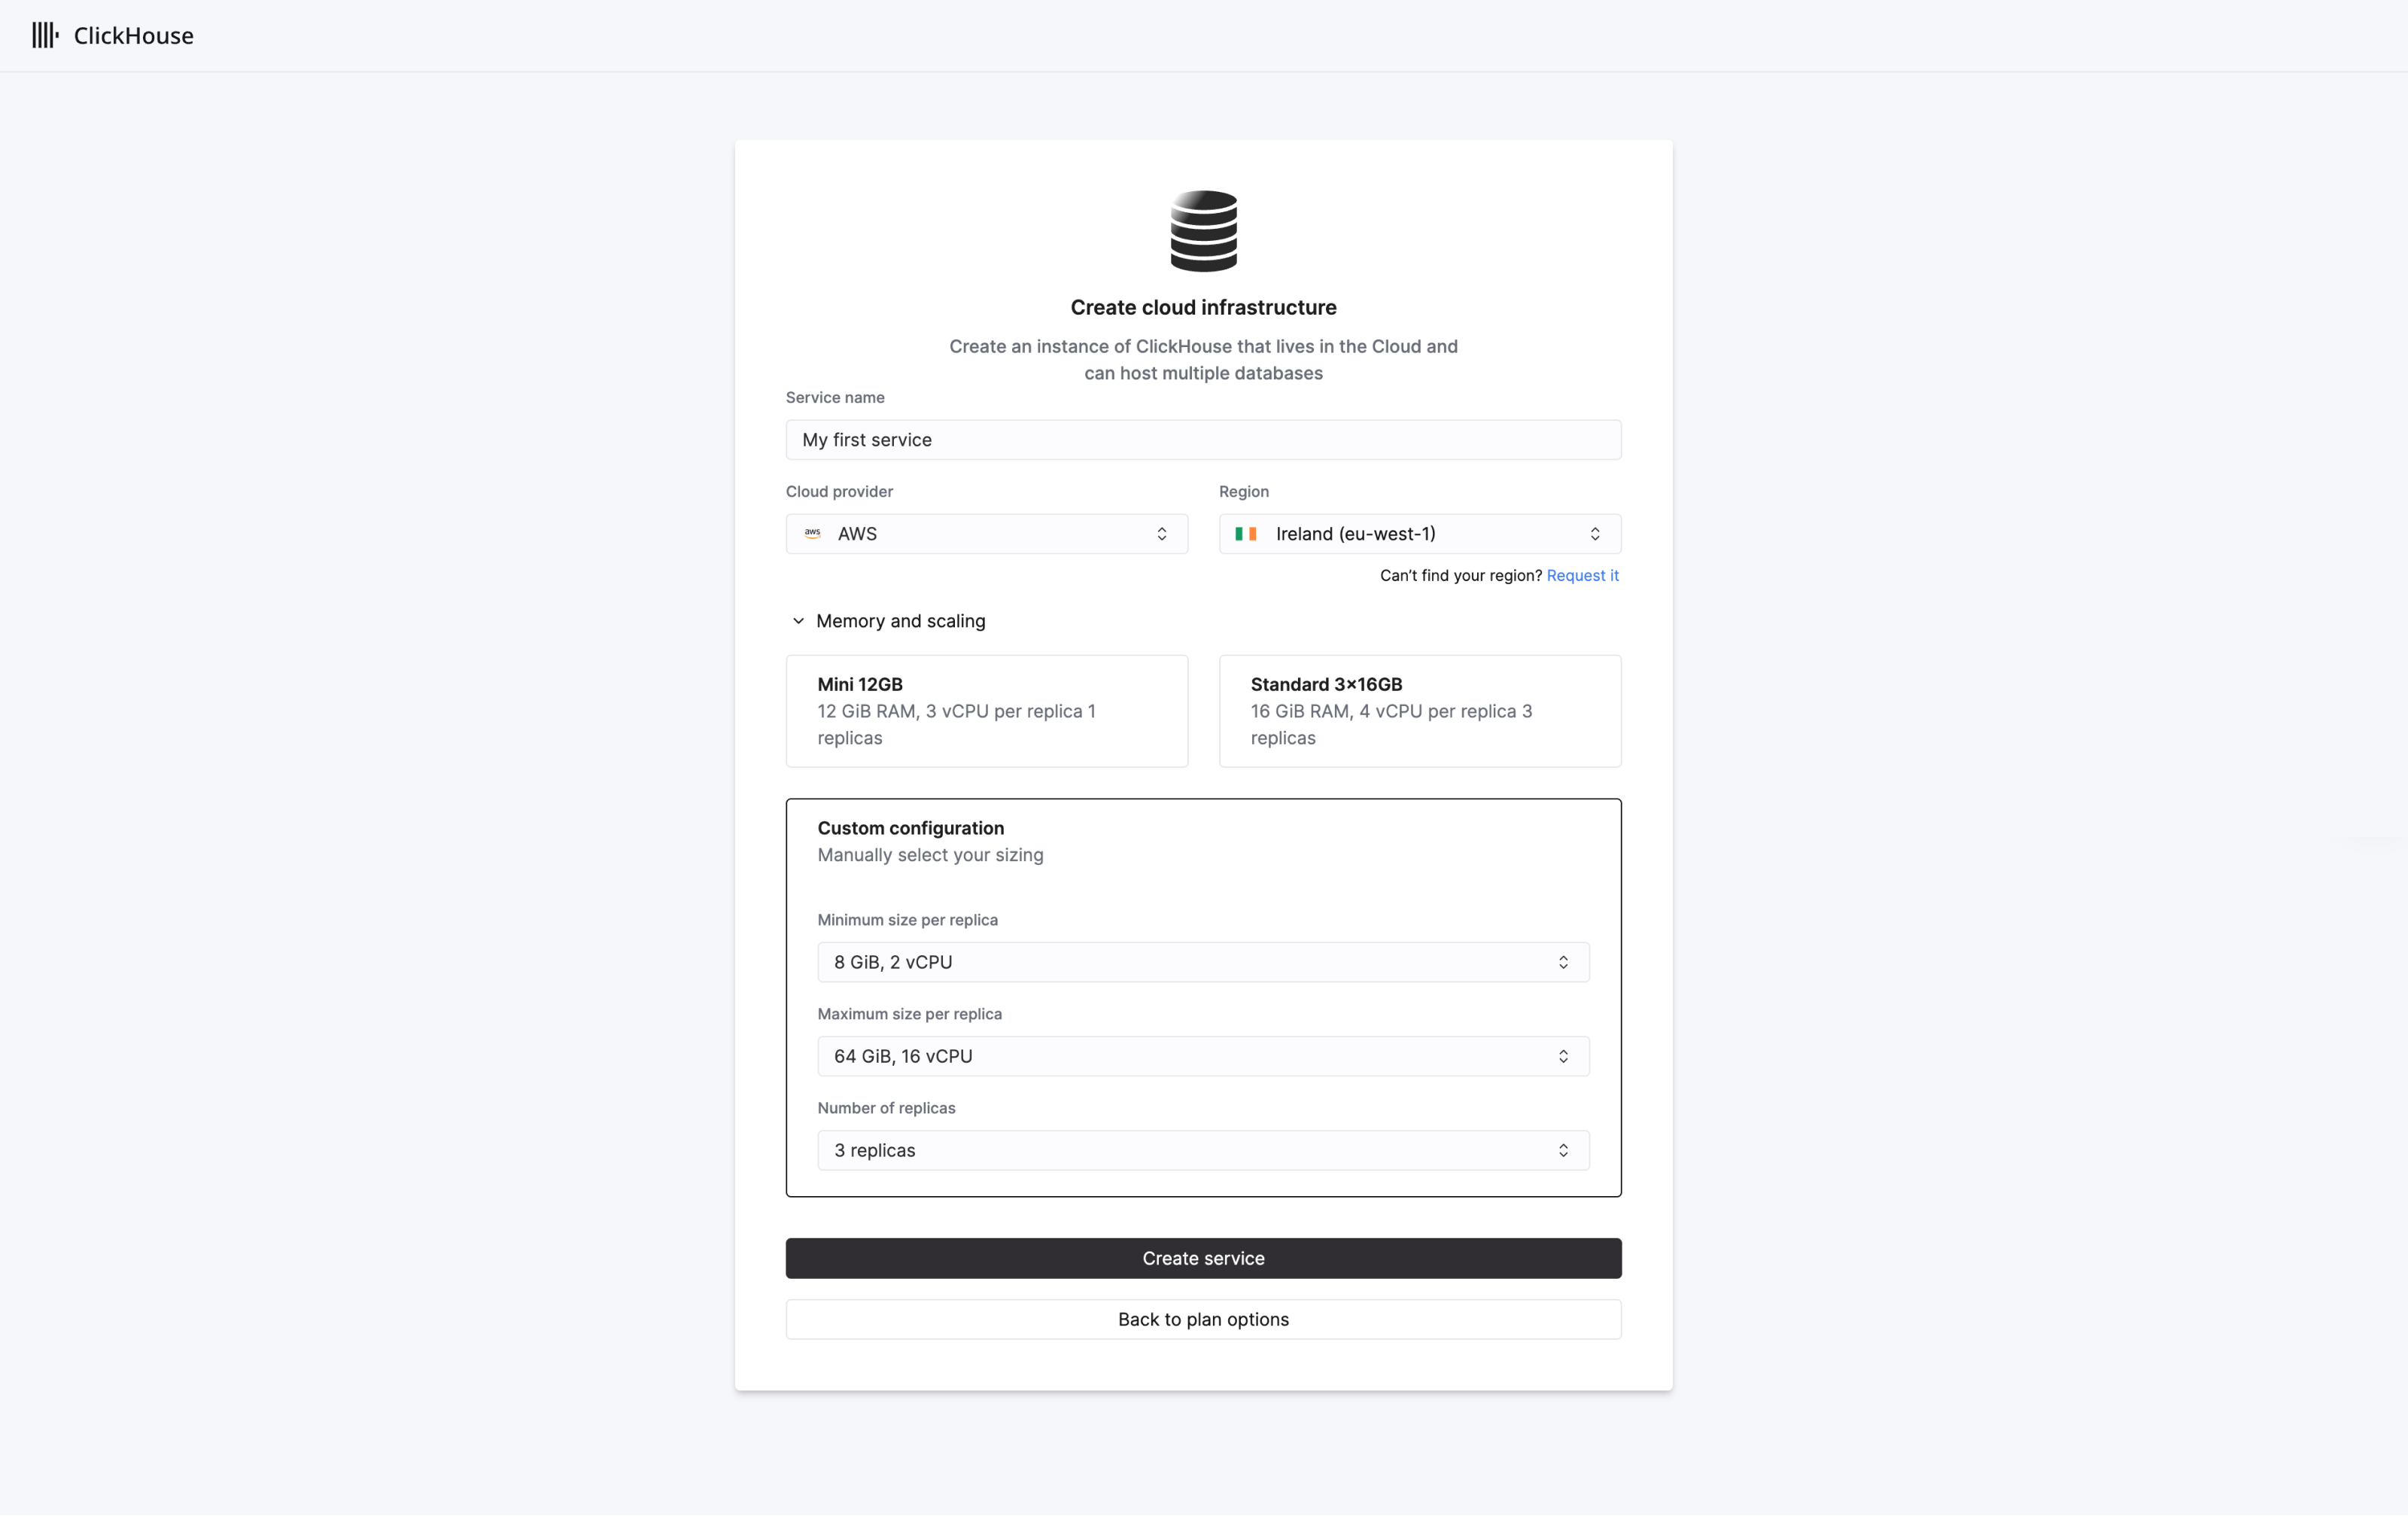 ClickHouse
Create cloud infrastructure
Create an instance of ClickHouse that lives in the Cloud and
can host multiple databases
Service name
My first service
Cloud provider
Region
aws AWS
Ireland (eu-west-1)
Can't find your region? Request it
Memory and scaling
Mini 12GB
12 GiB RAM, 3 vCPU per replica 1
replicas
Standard 3×16GB
16 GiB RAM, 4 vCPU per replica 3
replicas
Custom configuration
Manually select your sizing
Minimum size per replica
8 GiB, 2 vCPU
Maximum size per replica
64 GiB, 16 vCPU
Number of replicas
3 replicas
Create service
Back to plan options